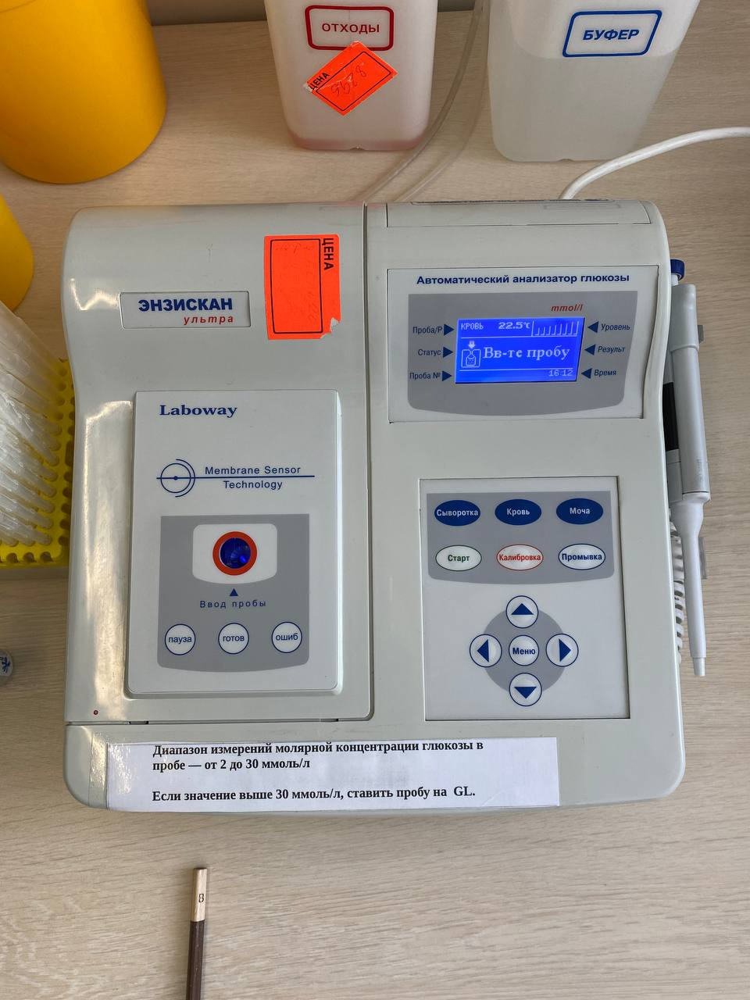 ОТХОДЫ
ЦЕНА
БУФЕР
ЭНЗИСКАН
ультра
ЦЕНА
Автоматический анализатор глюкозы
mmol/l
Проба/Р
Статус
Проба №
КРОВЬ 22.5℃
Вв-те пробу
16:12
Уровень
Результ
Время
Laboway
Membrane Sensor
Technology
Ввод пробы
пауза
готов
ошиб
Сыворотка
Кровь
Моча
Старт
Калибровка
Промывка
Меню
Диапазон измерений молярной концентрации глюкозы в
пробе — от 2 до 30 ммоль/л
Если значение выше 30 ммоль/л, ставить пробу на GL.
B